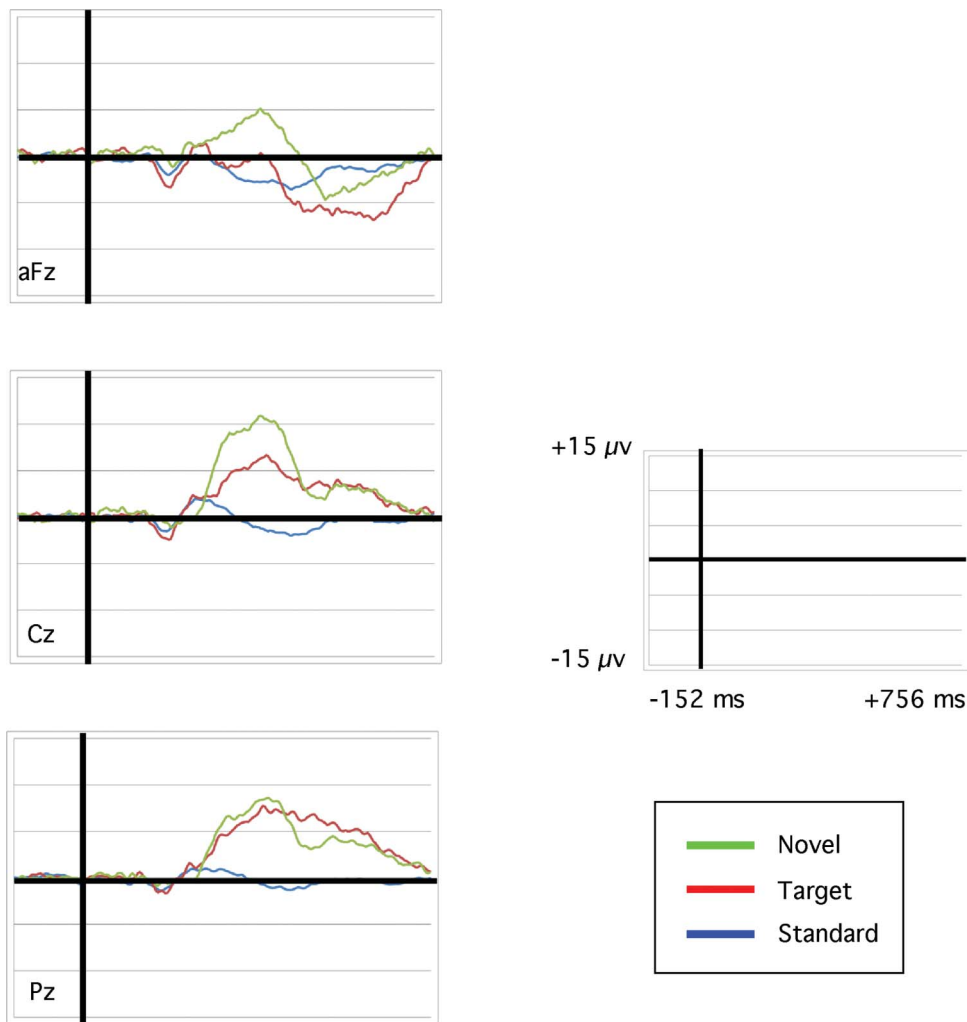 aFz
Cz
+15 µv
-15 µv
-152 ms +756 ms
Pz
Novel
Target
Standard